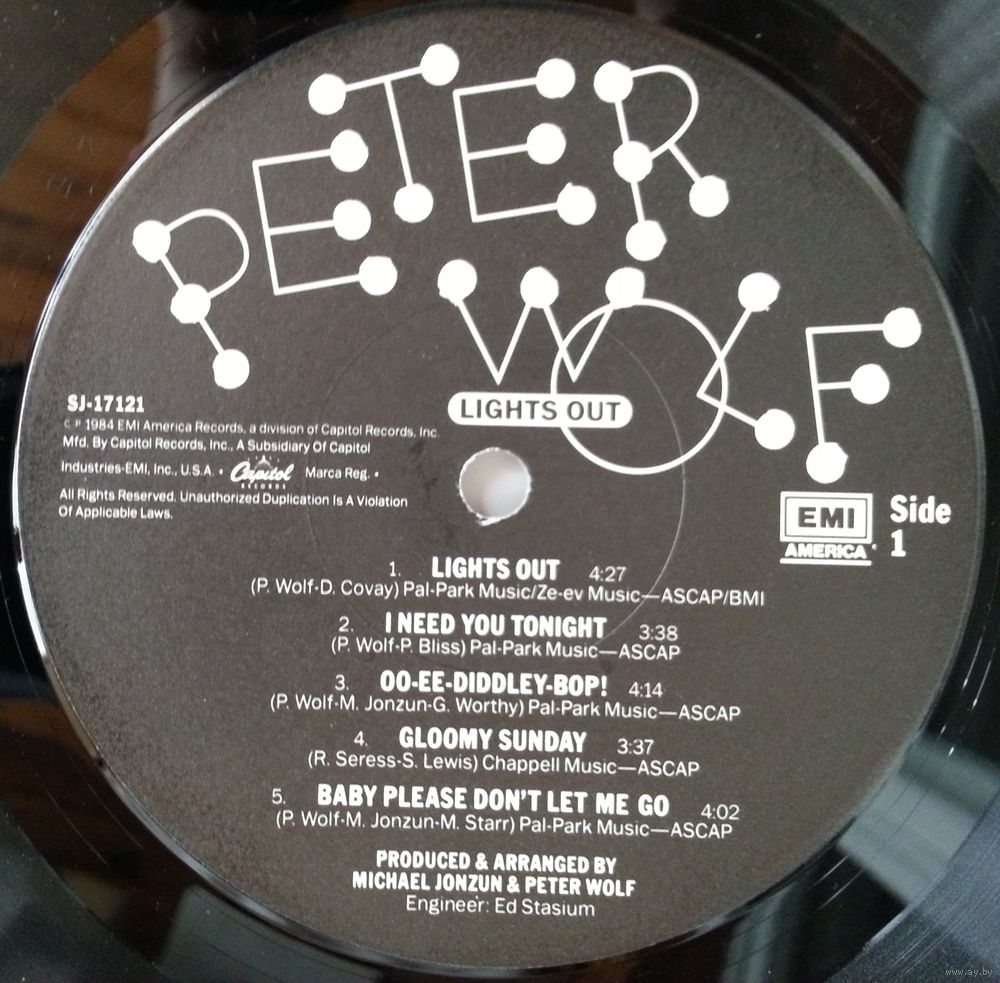 PETER
WOLF
LIGHTS OUT
SJ-17121
© ℗ 1984 EMI America Records, a division of Capitol Records, Inc.
Mfd. By Capitol Records, Inc., A Subsidiary Of Capitol
Industries-EMI, Inc., U.S.A. • Capitol RECORDS Marca Reg. •
All Rights Reserved. Unauthorized Duplication Is A Violation
Of Applicable Laws.
EMI
AMERICA
Side
1
1. LIGHTS OUT 4:27
(P. Wolf-D. Covay) Pal-Park Music/Ze-ev Music—ASCAP/BMI
2. I NEED YOU TONIGHT 3:38
(P. Wolf-P. Bliss) Pal-Park Music—ASCAP
3. OO-EE-DIDDLEY-BOP! 4:14
(P. Wolf-M. Jonzun-G. Worthy) Pal-Park Music—ASCAP
4. GLOOMY SUNDAY 3:37
(R. Seress-S. Lewis) Chappell Music—ASCAP
5. BABY PLEASE DON'T LET ME GO 4:02
(P. Wolf-M. Jonzun-M. Starr) Pal-Park Music—ASCAP
PRODUCED & ARRANGED BY
MICHAEL JONZUN & PETER WOLF
Engineer: Ed Stasium
www.ay.by